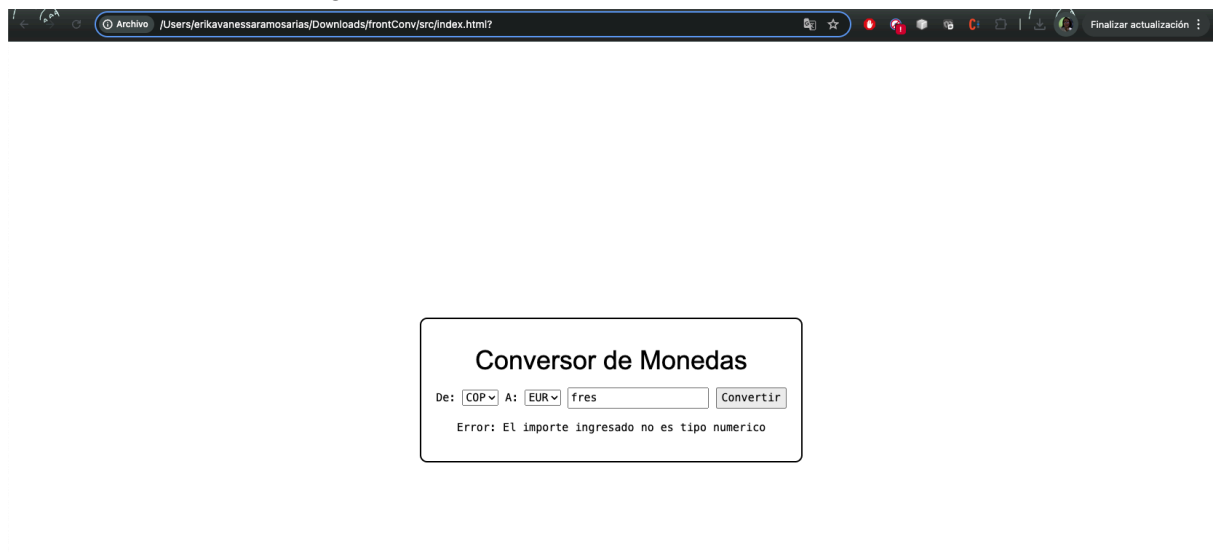 Archivo /Users/erikavanessaramosarias/Downloads/frontConv/src/index.html? Finalizar actualización
Conversor de Monedas
De: COP A: EUR fres Convertir
Error: El importe ingresado no es tipo numerico